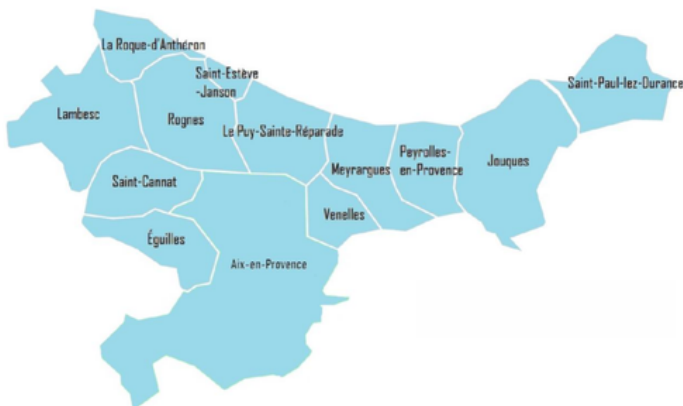 La Roque-d'Anthéron
Saint-Estève
-Janson
Saint-Paul-lez-Durance
Lambesc
Rognes
Le Puy-Sainte-Réparade
Meyrargues
Peyrolles-
en-Provence
Jouques
Saint-Cannat
Venelles
Éguilles
Aix-en-Provence